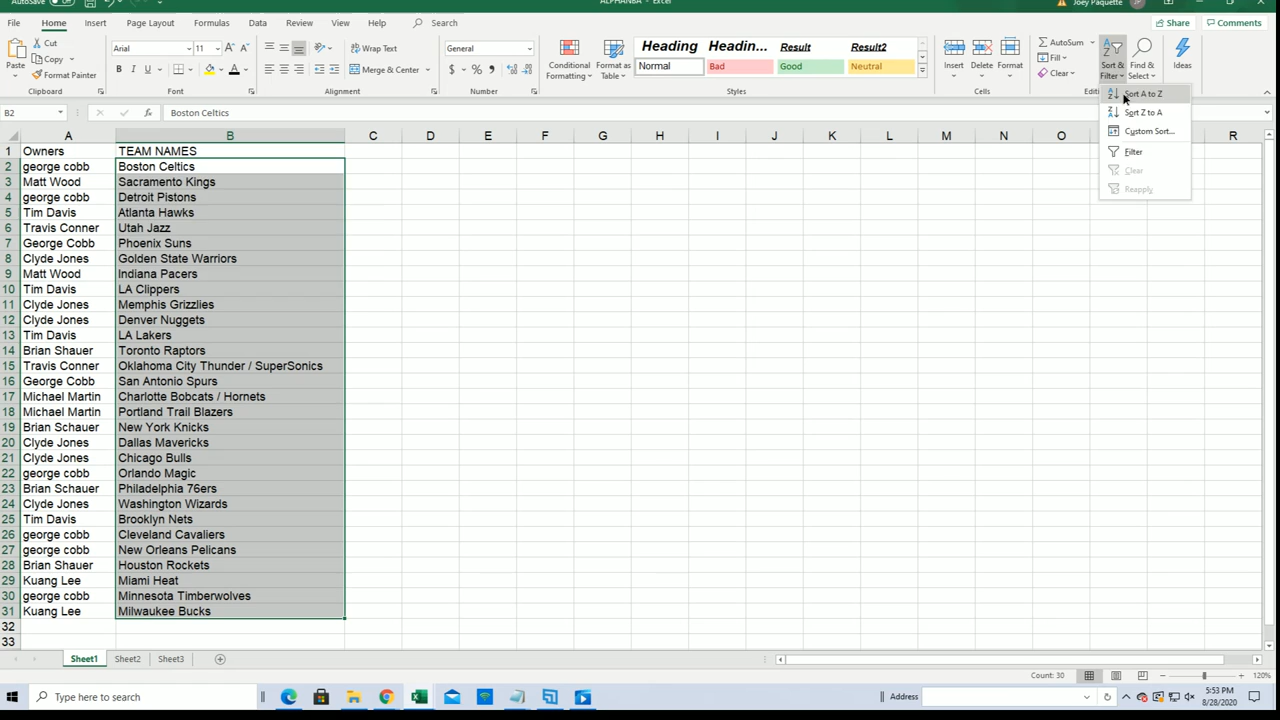 AutoSave Off ALPHANBA - Excel Joey Paquette JP
File Home Insert Page Layout Formulas Data Review View Help Search Share Comments
Paste Cut Copy Format Painter Clipboard
Arial 11 A A B I U A Font
Wrap Text Merge & Center Alignment
General $ % , Number
Conditional Formatting Format as Table
Heading Headin... Result Result2
Normal Bad Good Neutral
Styles
Insert Delete Format Cells
AutoSum Fill Clear Sort & Filter Find & Select Ideas
Sort A to Z
Sort Z to A
Custom Sort...
Filter
Clear
Reapply
B2 fx Boston Celtics
A B C D E F G H I J K L M N O P Q R
1 Owners TEAM NAMES
2 george cobb Boston Celtics
3 Matt Wood Sacramento Kings
4 george cobb Detroit Pistons
5 Tim Davis Atlanta Hawks
6 Travis Conner Utah Jazz
7 George Cobb Phoenix Suns
8 Clyde Jones Golden State Warriors
9 Matt Wood Indiana Pacers
10 Tim Davis LA Clippers
11 Clyde Jones Memphis Grizzlies
12 Clyde Jones Denver Nuggets
13 Tim Davis LA Lakers
14 Brian Shauer Toronto Raptors
15 Travis Conner Oklahoma City Thunder / SuperSonics
16 George Cobb San Antonio Spurs
17 Michael Martin Charlotte Bobcats / Hornets
18 Michael Martin Portland Trail Blazers
19 Brian Schauer New York Knicks
20 Clyde Jones Dallas Mavericks
21 Clyde Jones Chicago Bulls
22 george cobb Orlando Magic
23 Brian Schauer Philadelphia 76ers
24 Clyde Jones Washington Wizards
25 Tim Davis Brooklyn Nets
26 george cobb Cleveland Cavaliers
27 george cobb New Orleans Pelicans
28 Brian Shauer Houston Rockets
29 Kuang Lee Miami Heat
30 george cobb Minnesota Timberwolves
31 Kuang Lee Milwaukee Bucks
32
33
Sheet1 Sheet2 Sheet3
Count: 30 120%
Type here to search Address 5:53 PM
8/28/2020